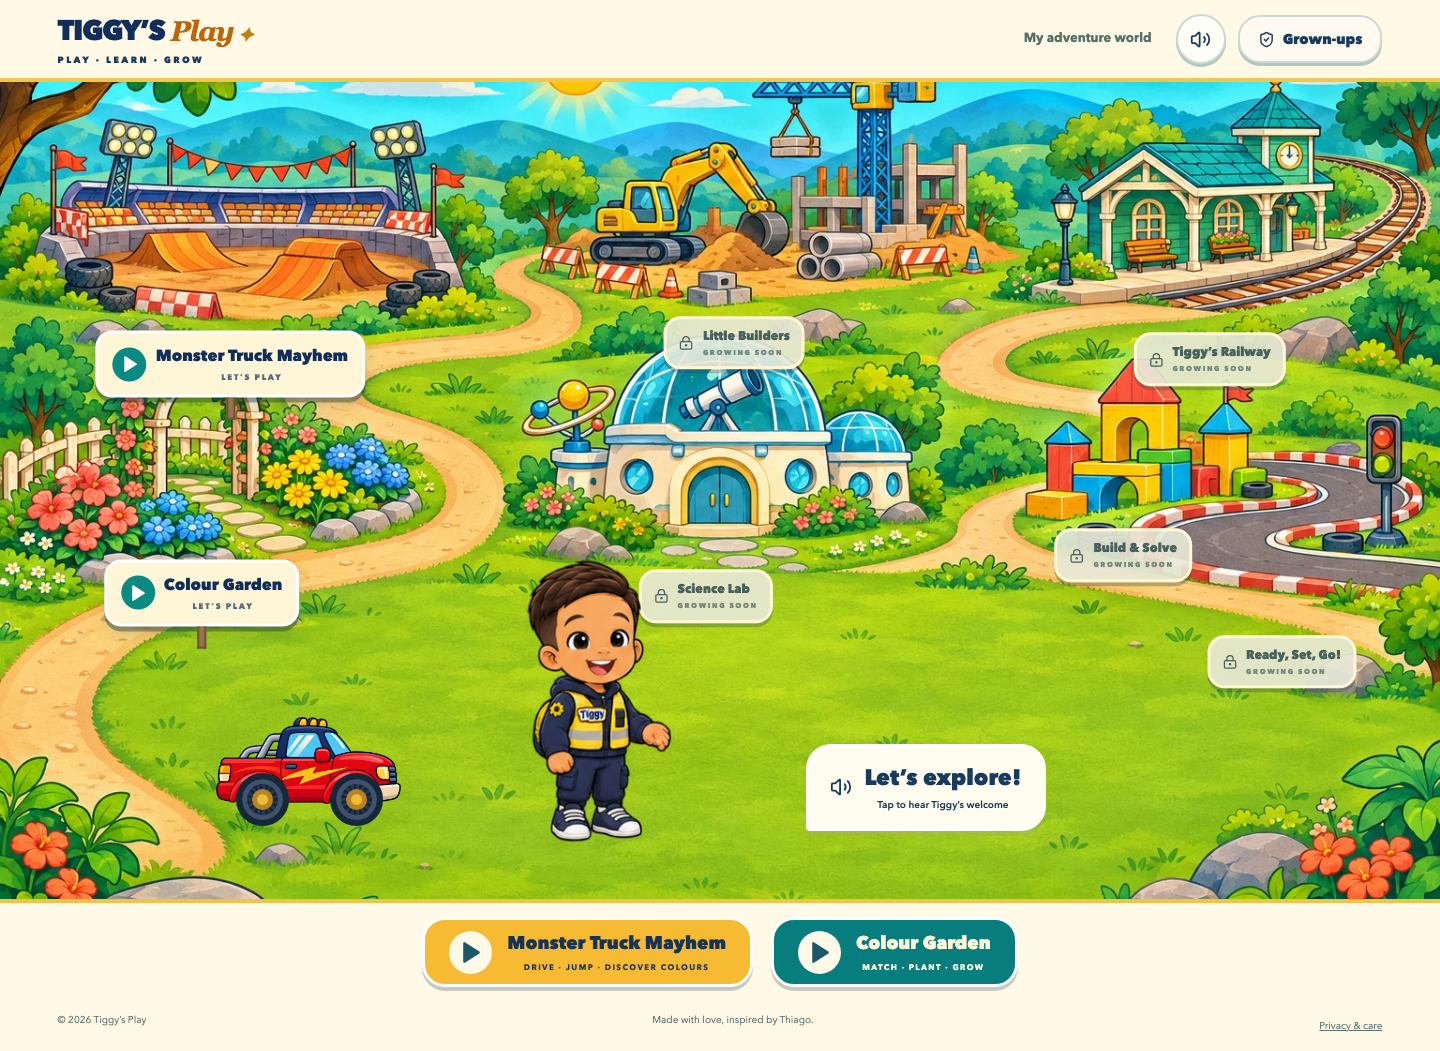 TIGGY'S Play
PLAY · LEARN · GROW
My adventure world
Grown-ups
Little Builders
GROWING SOON
Tiggy's Railway
GROWING SOON
Monster Truck Mayhem
LET'S PLAY
Build & Solve
GROWING SOON
Colour Garden
LET'S PLAY
Science Lab
GROWING SOON
Ready, Set, Go!
GROWING SOON
Tiggy
Let's explore!
Tap to hear Tiggy's welcome
Monster Truck Mayhem
DRIVE · JUMP · DISCOVER COLOURS
Colour Garden
MATCH · PLANT · GROW
© 2026 Tiggy's Play
Made with love, inspired by Thiago.
Privacy & care